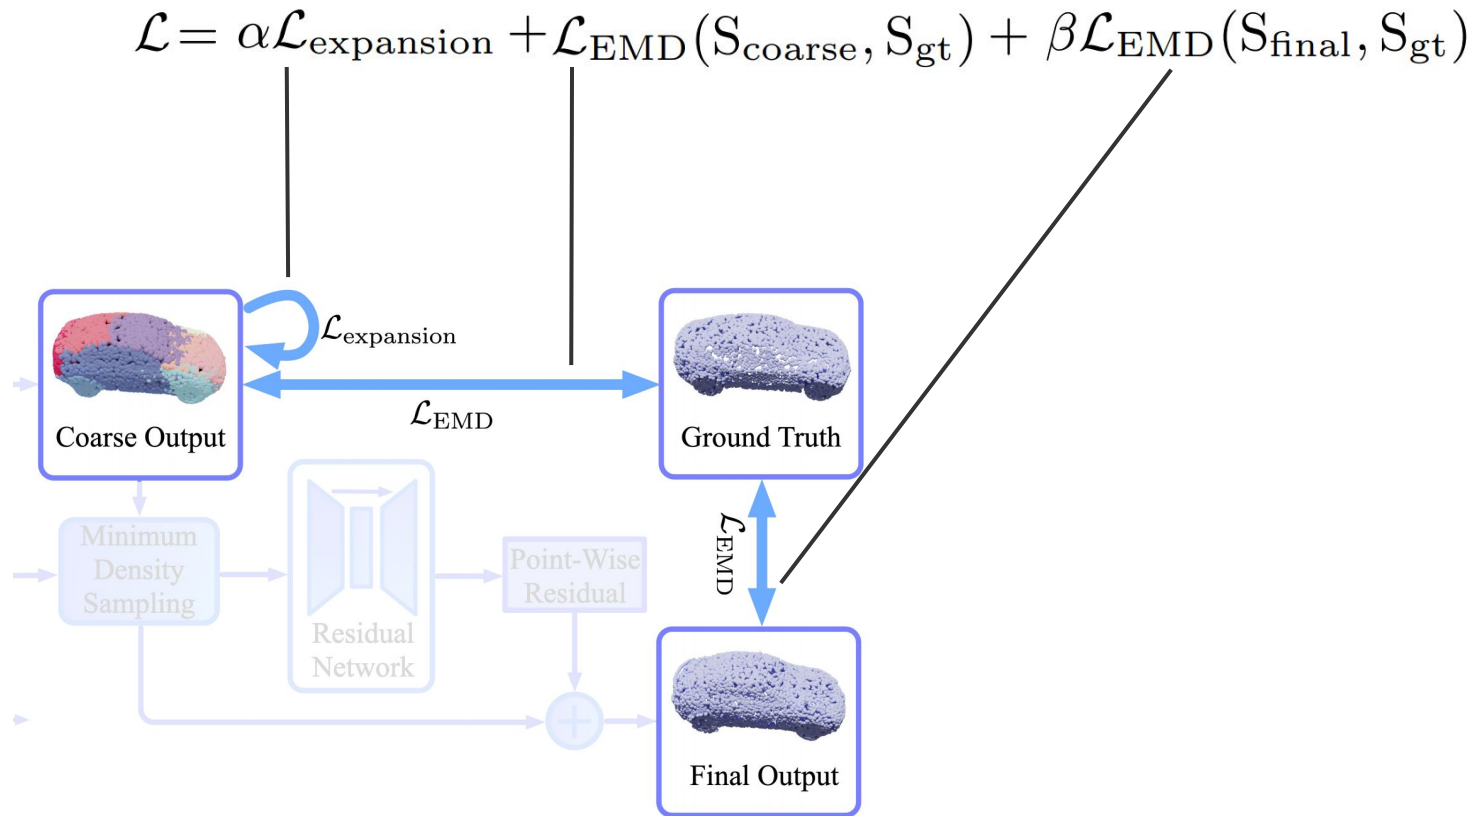 ℒ = αℒexpansion + ℒEMD(Scoarse, Sgt) + βℒEMD(Sfinal, Sgt)
ℒexpansion
ℒEMD
Coarse Output
Ground Truth
ℒEMD
Minimum
Density
Sampling
Residual
Network
Point-Wise
Residual
+
Final Output